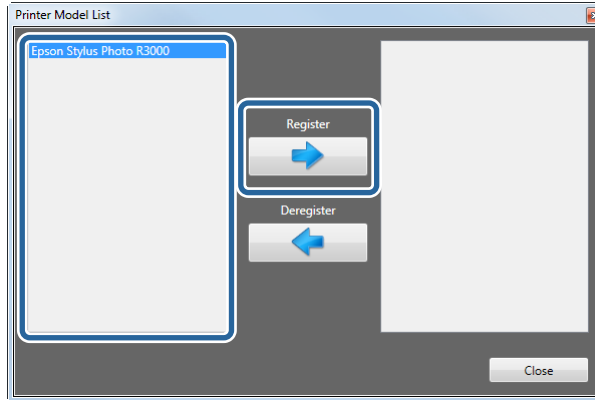 Printer Model List
Epson Stylus Photo R3000
Register
Deregister
Close